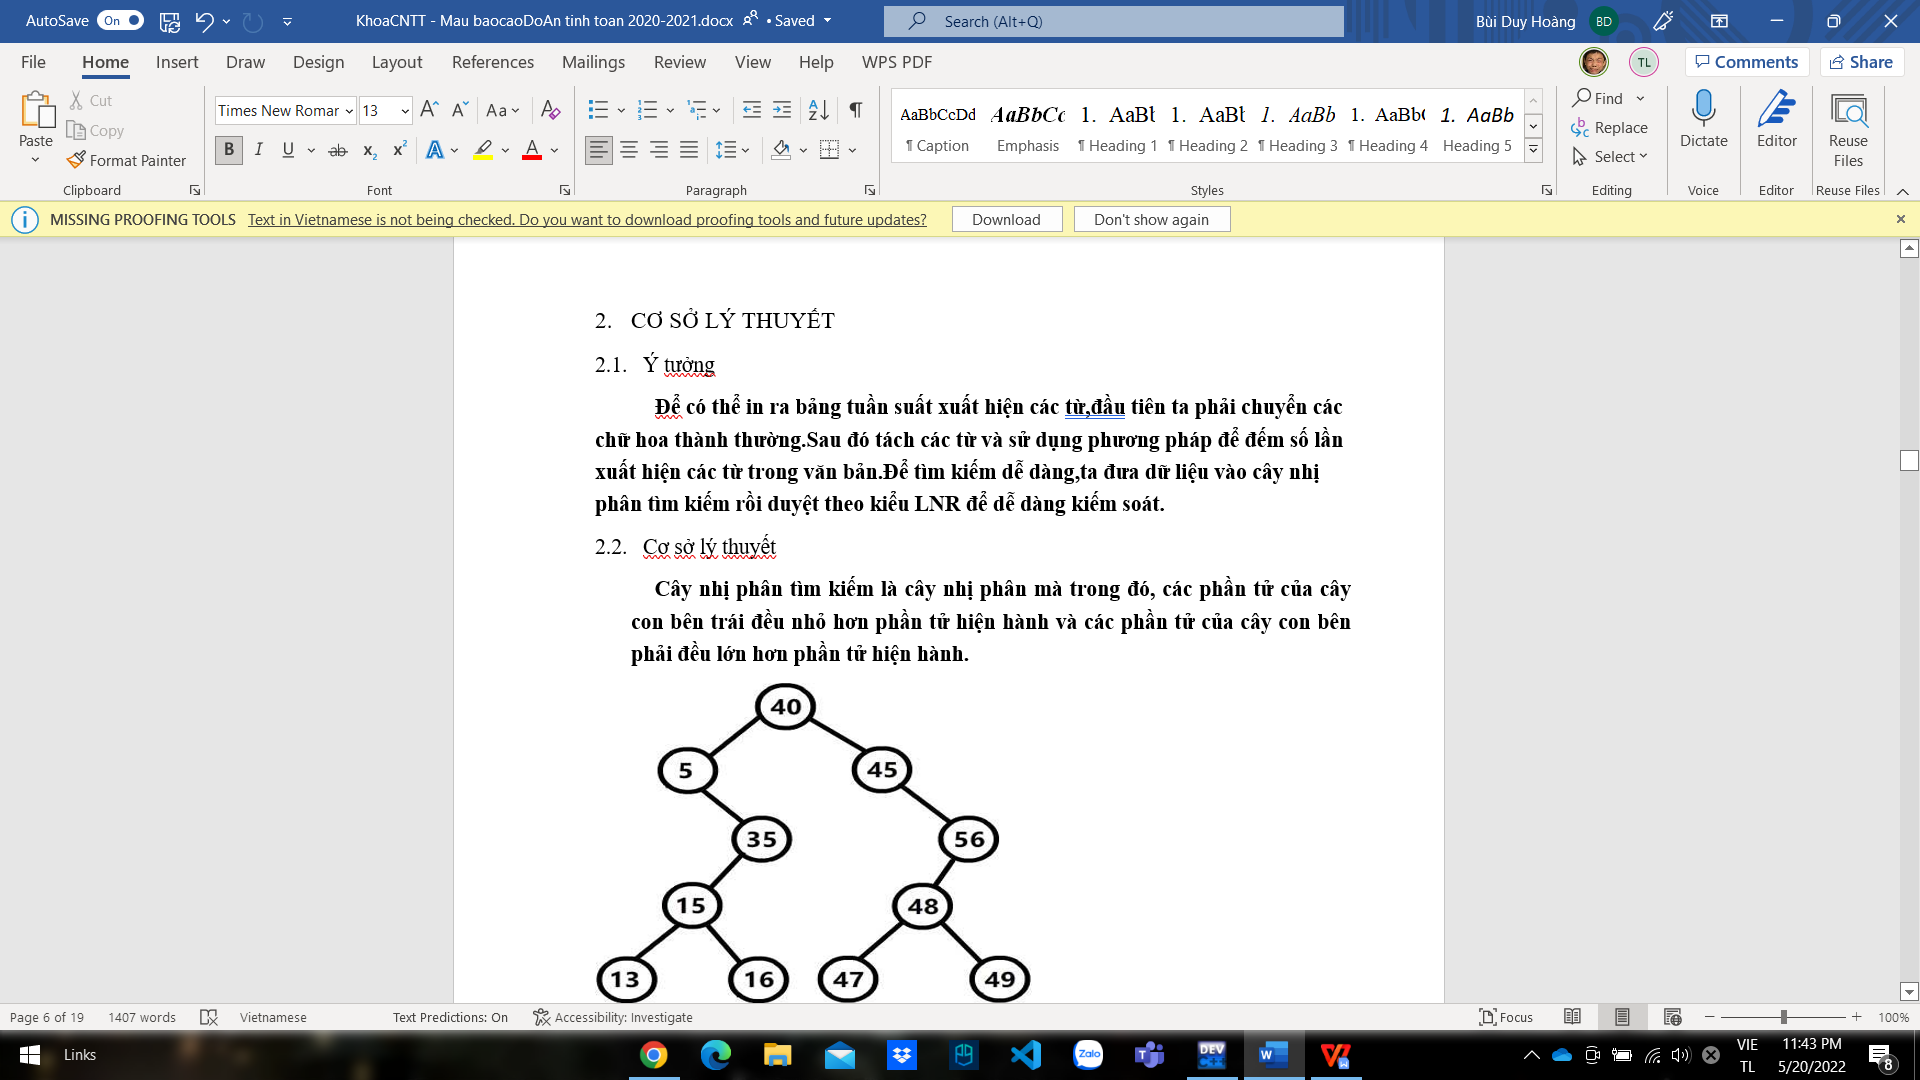 AutoSave On KhoaCNTT - Mau baocaoDoAn tinh toan 2020-2021.docx • Saved Search (Alt+Q) Bùi Duy Hoàng BD
File Home Insert Draw Design Layout References Mailings Review View Help WPS PDF TL Comments Share
Paste Cut Copy Format Painter
Times New Romar 13
AaBbCcDd AaBbCc 1. AaBb 1. AaBb 1. AaBb 1. AaBbC 1. AaBb
¶ Caption Emphasis ¶ Heading 1 ¶ Heading 2 ¶ Heading 3 ¶ Heading 4 Heading 5
Find Replace Select
Dictate Editor Reuse Files
Clipboard Font Paragraph Styles Editing Voice Editor Reuse Files
MISSING PROOFING TOOLS Text in Vietnamese is not being checked. Do you want to download proofing tools and future updates? Download Don't show again
2. CƠ SỞ LÝ THUYẾT
2.1. Ý tưởng
Để có thể in ra bảng tuần suất xuất hiện các từ,đầu tiên ta phải chuyển các
chữ hoa thành thường.Sau đó tách các từ và sử dụng phương pháp để đếm số lần
xuất hiện các từ trong văn bản.Để tìm kiếm dễ dàng,ta đưa dữ liệu vào cây nhị
phân tìm kiếm rồi duyệt theo kiểu LNR để dễ dàng kiếm soát.
2.2. Cơ sở lý thuyết
Cây nhị phân tìm kiếm là cây nhị phân mà trong đó, các phần tử của cây
con bên trái đều nhỏ hơn phần tử hiện hành và các phần tử của cây con bên
phải đều lớn hơn phần tử hiện hành.
40
5 45
35 56
15 48
13 16 47 49
Page 6 of 19 1407 words Vietnamese Text Predictions: On Accessibility: Investigate Focus 100%
Links Zalo DEV C++ VIE TL 11:43 PM 5/20/2022 8